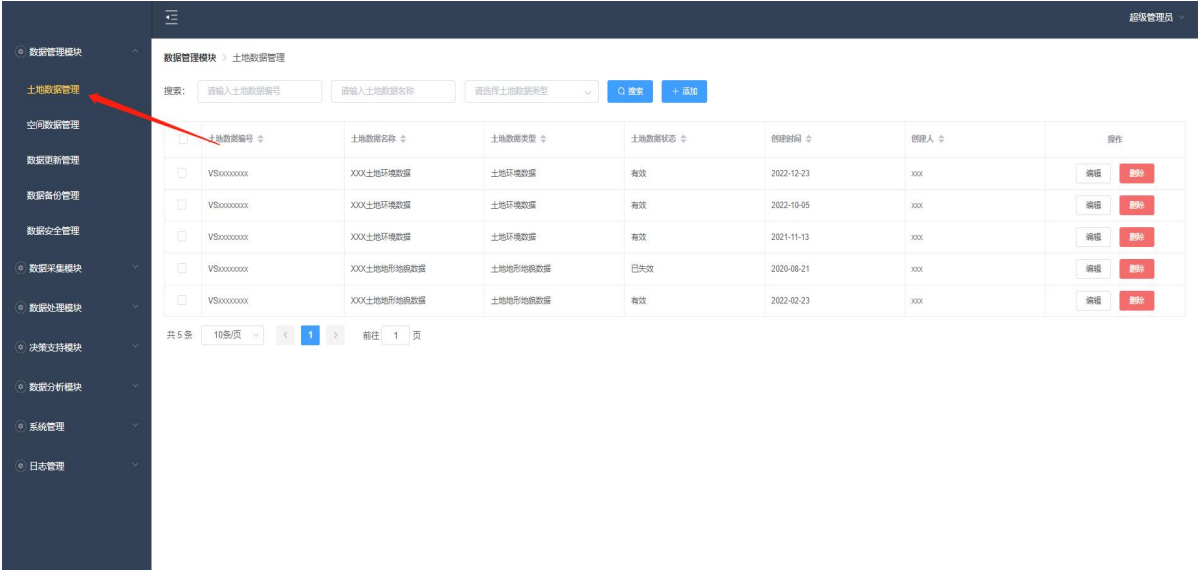 超级管理员
数据管理模块
土地数据管理
空间数据管理
数据更新管理
数据备份管理
数据安全管理
数据采集模块
数据处理模块
决策支持模块
数据分析模块
系统管理
日志管理
数据管理模块 > 土地数据管理
搜索: 请输入土地数据编号 请输入土地数据名称 请选择土地数据类型 搜索 + 添加
土地数据编号 土地数据名称 土地数据类型 土地数据状态 创建时间 创建人 操作
VSxxxxxxxx XXX土地环境数据 土地环境数据 有效 2022-12-23 xxx 编辑 删除
VSxxxxxxxx XXX土地环境数据 土地环境数据 有效 2022-10-05 xxx 编辑 删除
VSxxxxxxxx XXX土地环境数据 土地环境数据 有效 2021-11-13 xxx 编辑 删除
VSxxxxxxxx XXX土地地形地貌数据 土地地形地貌数据 已失效 2020-08-21 xxx 编辑 删除
VSxxxxxxxx XXX土地地形地貌数据 土地地形地貌数据 有效 2022-02-23 xxx 编辑 删除
共5条 10条/页 < 1 > 前往 1 页